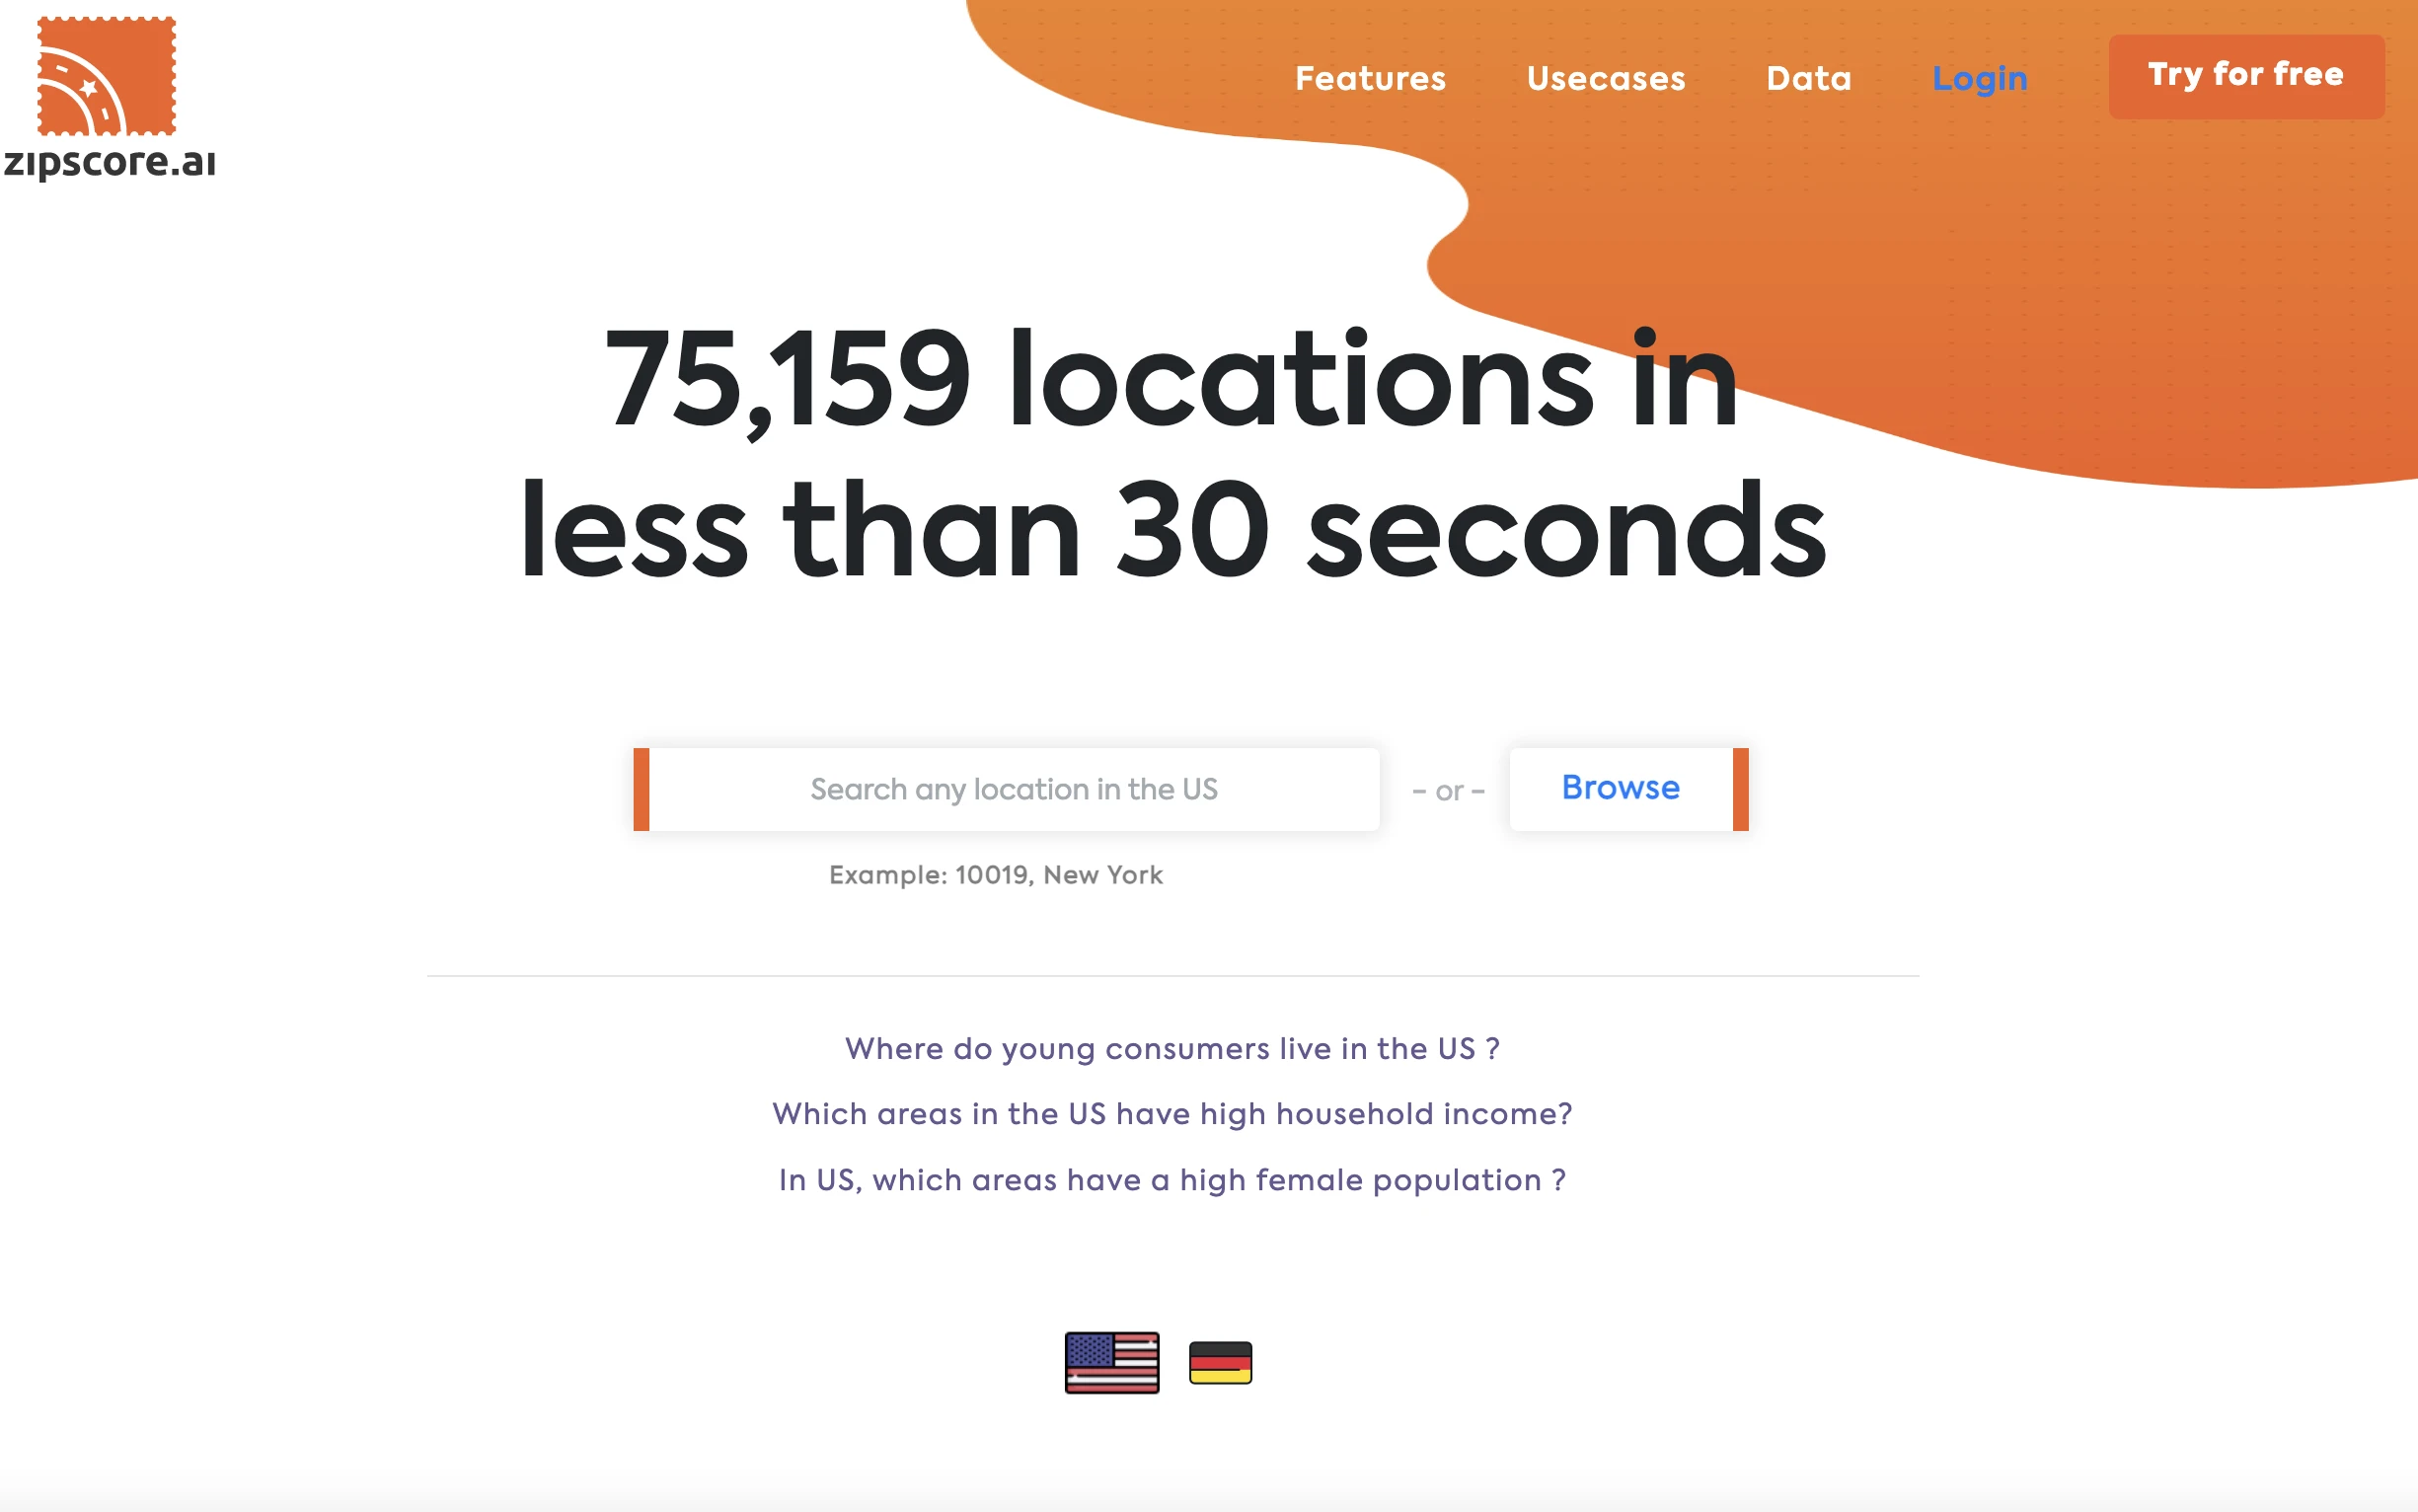 zipscore.ai
Features Usecases Data Login Try for free
75,159 locations in
less than 30 seconds
Search any location in the US - or - Browse
Example: 10019, New York
Where do young consumers live in the US ?
Which areas in the US have high household income?
In US, which areas have a high female population ?